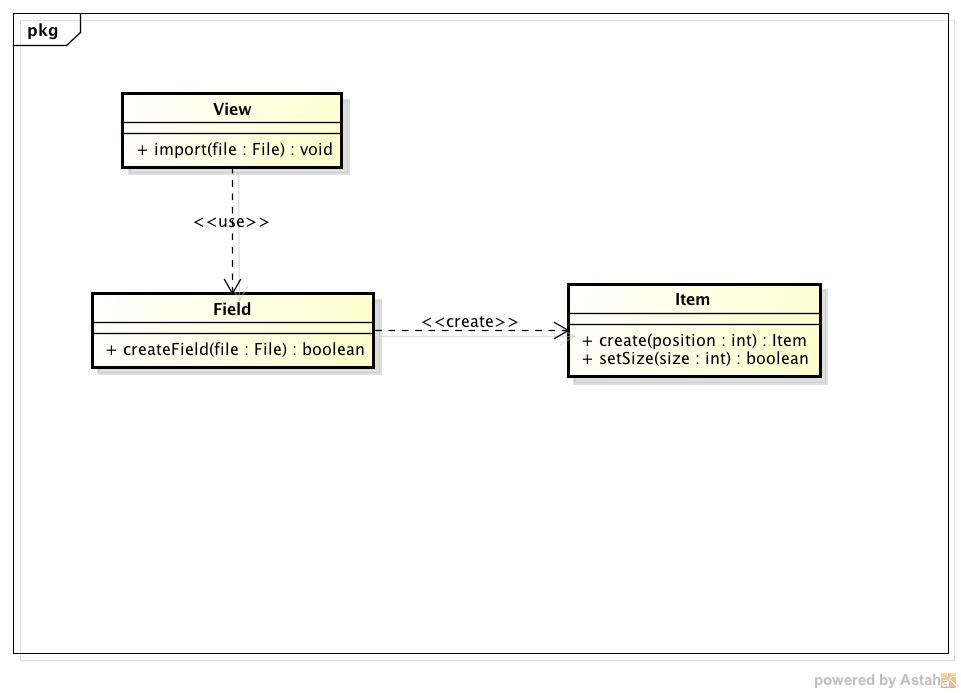 pkg
View
+ import(file : File) : void
<<use>>
Field
+ createField(file : File) : boolean
<<create>>
Item
+ create(position : int) : Item
+ setSize(size : int) : boolean
powered by Astah